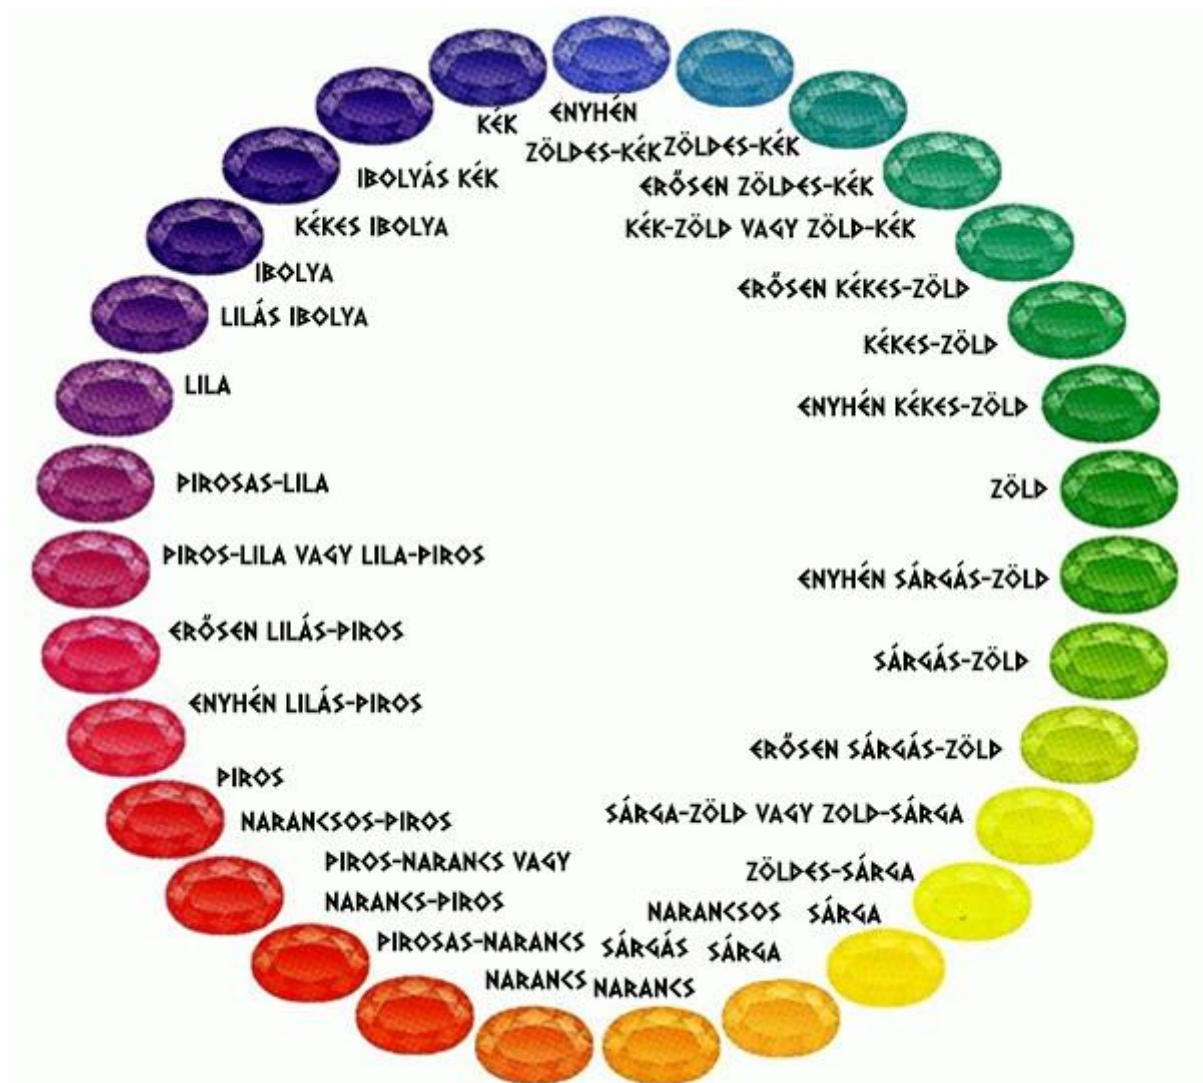 KÉK
ENYHÉN
ZÖLDES-KÉK
ZÖLDES-KÉK
ERŐSEN ZÖLDES-KÉK
KÉK-ZÖLD VAGY ZÖLD-KÉK
ERŐSEN KÉKES-ZÖLD
KÉKES-ZÖLD
ENYHÉN KÉKES-ZÖLD
ZÖLD
ENYHÉN SÁRGÁS-ZÖLD
SÁRGÁS-ZÖLD
ERŐSEN SÁRGÁS-ZÖLD
SÁRGA-ZÖLD VAGY ZOLD-SÁRGA
ZÖLDES-SÁRGA
SÁRGA
NARANCSOS
SÁRGA
SÁRGÁS
NARANCS
NARANCS
PIROSAS-NARANCS
PIROS-NARANCS VAGY
NARANCS-PIROS
NARANCSOS-PIROS
PIROS
ENYHÉN LILÁS-PIROS
ERŐSEN LILÁS-PIROS
PIROS-LILA VAGY LILA-PIROS
PIROSAS-LILA
LILA
LILÁS IBOLYA
IBOLYA
KÉKES IBOLYA
IBOLYÁS KÉK